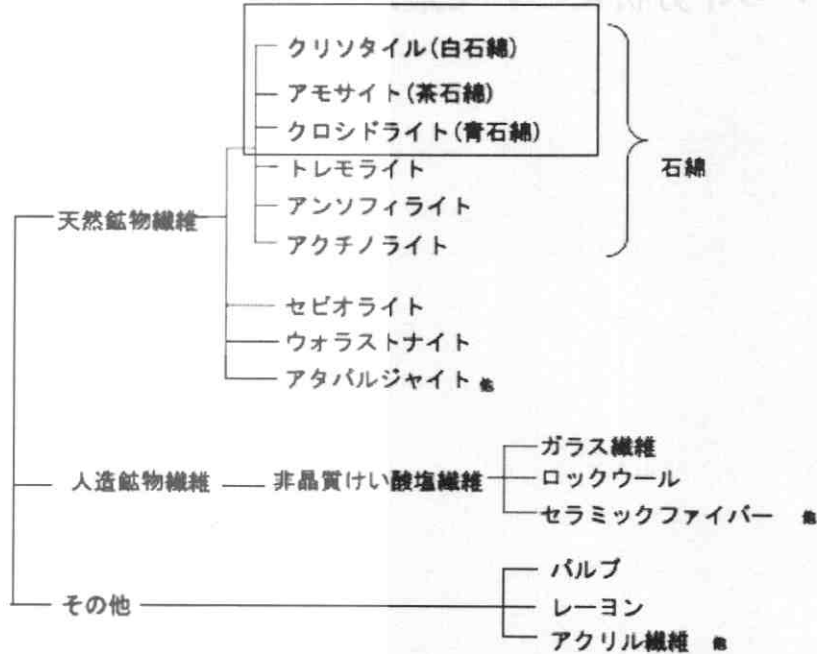 クリソタイル(白石綿)
アモサイト(茶石綿)
クロシドライト(青石綿)
トレモライト
アンソフィライト
アクチノライト
石綿
天然鉱物繊維
セピオライト
ウォラストナイト
アタパルジャイト 他
人造鉱物繊維
非晶質けい酸塩繊維
ガラス繊維
ロックウール
セラミックファイバー 他
その他
パルプ
レーヨン
アクリル繊維 他